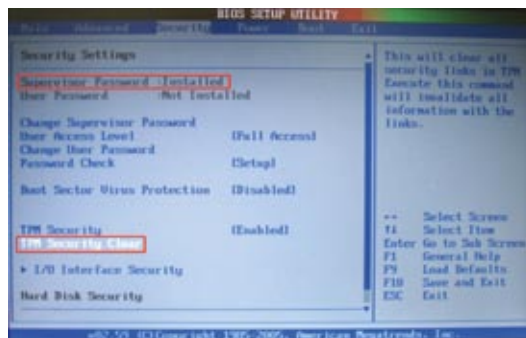 BIOS SETUP UTILITY
Main Advanced Security Power Boot Exit
Security Settings
Supervisor Password :Installed
User Password :Not Installed
Change Supervisor Password
User Access Level [Full Access]
Change User Password
Password Check [Setup]
Boot Sector Virus Protection [Disabled]
TPM Security [Enabled]
TPM Security Clear
▶ I/O Interface Security
Hard Disk Security
This will clear all
security links in TPM
Execute this command
will invalidate all
information with the
links.
↔ Select Screen
↑↓ Select Item
Enter Go to Sub Screen
F1 General Help
F9 Load Defaults
F10 Save and Exit
ESC Exit
v02.59 (C)Copyright 1985-2005, American Megatrends, Inc.